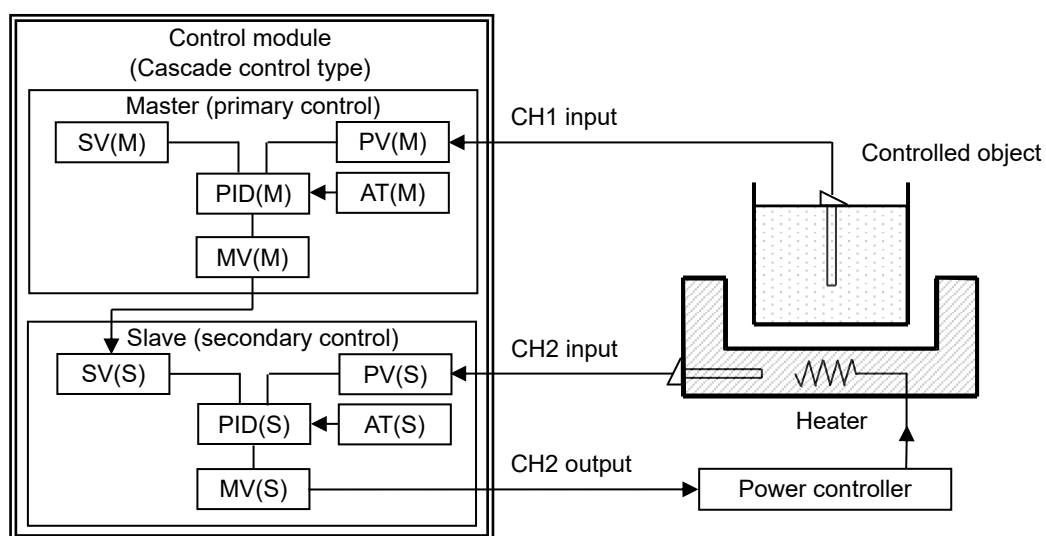 Control module
(Cascade control type)
Master (primary control)
SV(M)
PV(M)
PID(M)
AT(M)
MV(M)
Slave (secondary control)
SV(S)
PV(S)
PID(S)
AT(S)
MV(S)
CH1 input
Controlled object
CH2 input
Heater
CH2 output
Power controller